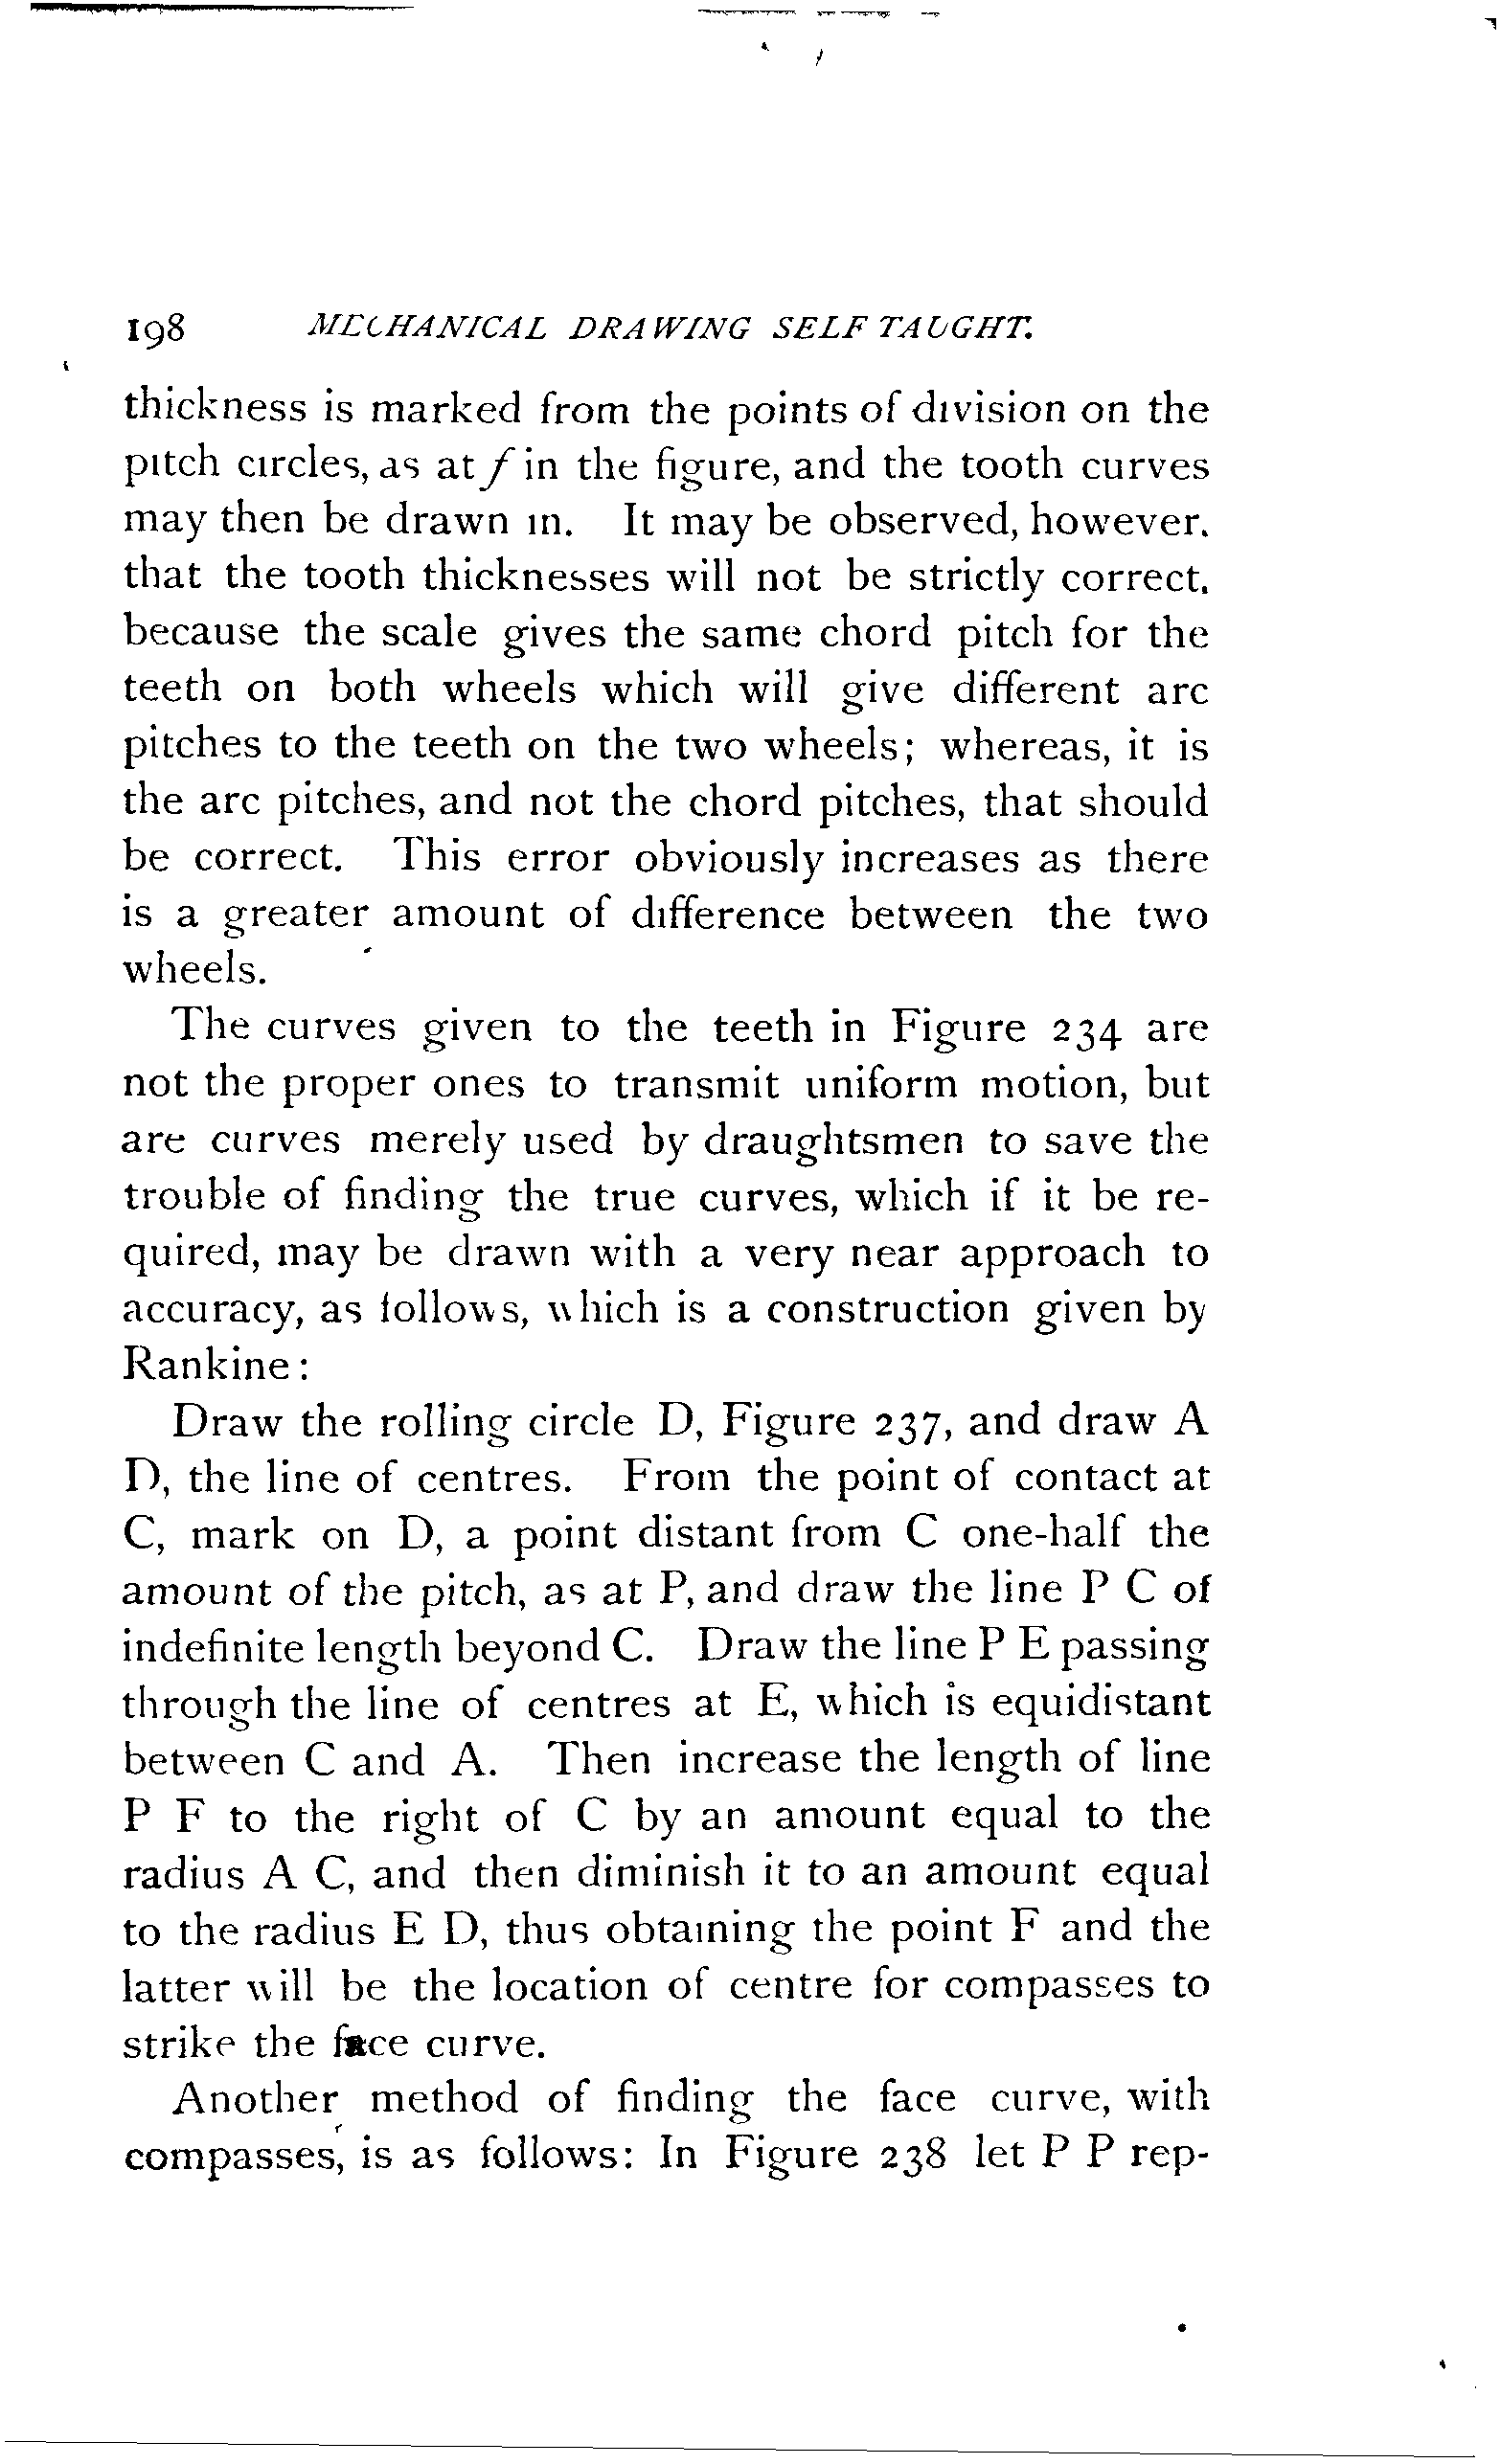 198 MECHANICAL DRAWING SELF TAUGHT.
thickness is marked from the points of division on the
pitch circles, as at f in the figure, and the tooth curves
may then be drawn in. It may be observed, however.
that the tooth thicknesses will not be strictly correct.
because the scale gives the same chord pitch for the
teeth on both wheels which will give different arc
pitches to the teeth on the two wheels; whereas, it is
the arc pitches, and not the chord pitches, that should
be correct. This error obviously increases as there
is a greater amount of difference between the two
wheels.
The curves given to the teeth in Figure 234 are
not the proper ones to transmit uniform motion, but
are curves merely used by draughtsmen to save the
trouble of finding the true curves, which if it be re-
quired, may be drawn with a very near approach to
accuracy, as follows, which is a construction given by
Rankine:
Draw the rolling circle D, Figure 237, and draw A
D, the line of centres. From the point of contact at
C, mark on D, a point distant from C one-half the
amount of the pitch, as at P, and draw the line P C of
indefinite length beyond C. Draw the line P E passing
through the line of centres at E, which is equidistant
between C and A. Then increase the length of line
P F to the right of C by an amount equal to the
radius A C, and then diminish it to an amount equal
to the radius E D, thus obtaining the point F and the
latter will be the location of centre for compasses to
strike the face curve.
Another method of finding the face curve, with
compasses, is as follows: In Figure 238 let P P rep-